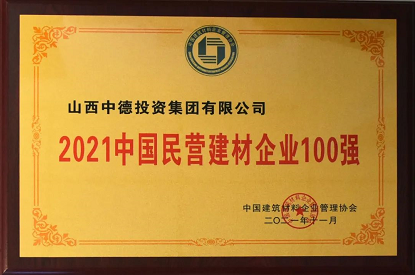 山西中德投资集团有限公司
2021中国民营建材企业100强
中国建筑材料企业管理协会
二〇二一年十一月